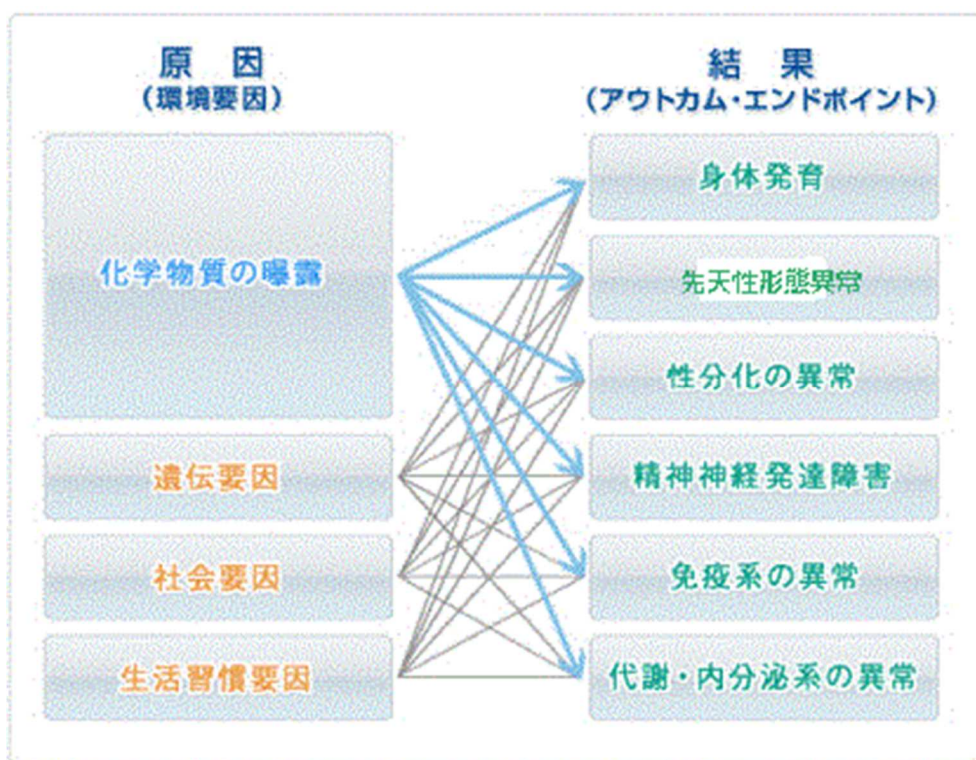 原 因
(環境要因)
化学物質の曝露
遺伝要因
社会要因
生活習慣要因
結 果
(アウトカム・エンドポイント)
身体発育
先天性形態異常
性分化の異常
精神神経発達障害
免疫系の異常
代謝・内分泌系の異常